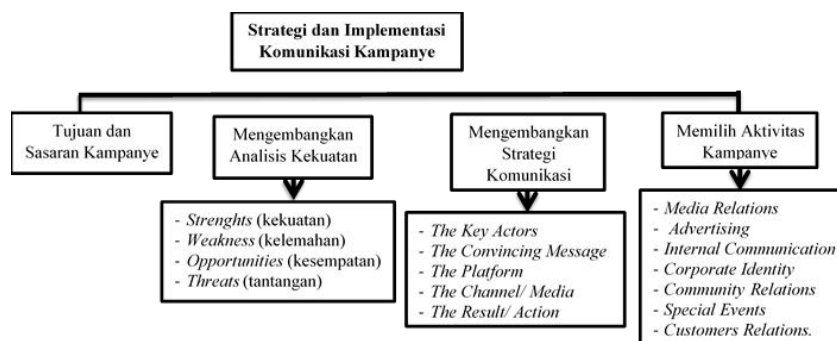 Strategi dan Implementasi
Komunikasi Kampanye
Tujuan dan
Sasaran Kampanye
Mengembangkan
Analisis Kekuatan
Mengembangkan
Strategi
Komunikasi
Memilih Aktivitas
Kampanye
- Strenghts (kekuatan)
- Weakness (kelemahan)
- Opportunities (kesempatan)
- Threats (tantangan)
- The Key Actors
- The Convincing Message
- The Platform
- The Channel/ Media
- The Result/ Action
- Media Relations
- Advertising
- Internal Communication
- Corporate Identity
- Community Relations
- Special Events
- Customers Relations.